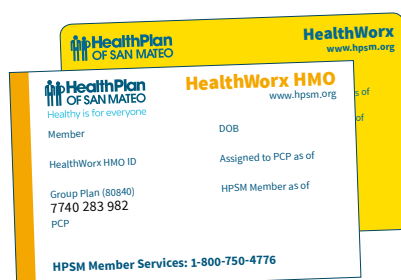 HealthPlan
OF SAN MATEO
HealthWorx
www.hpsm.org
s of
of
HealthPlan
OF SAN MATEO
Healthy is for everyone
HealthWorx HMO
www.hpsm.org
Member
DOB
HealthWorx HMO ID
Assigned to PCP as of
Group Plan (80840)
7740 283 982
HPSM Member as of
PCP
HPSM Member Services: 1-800-750-4776